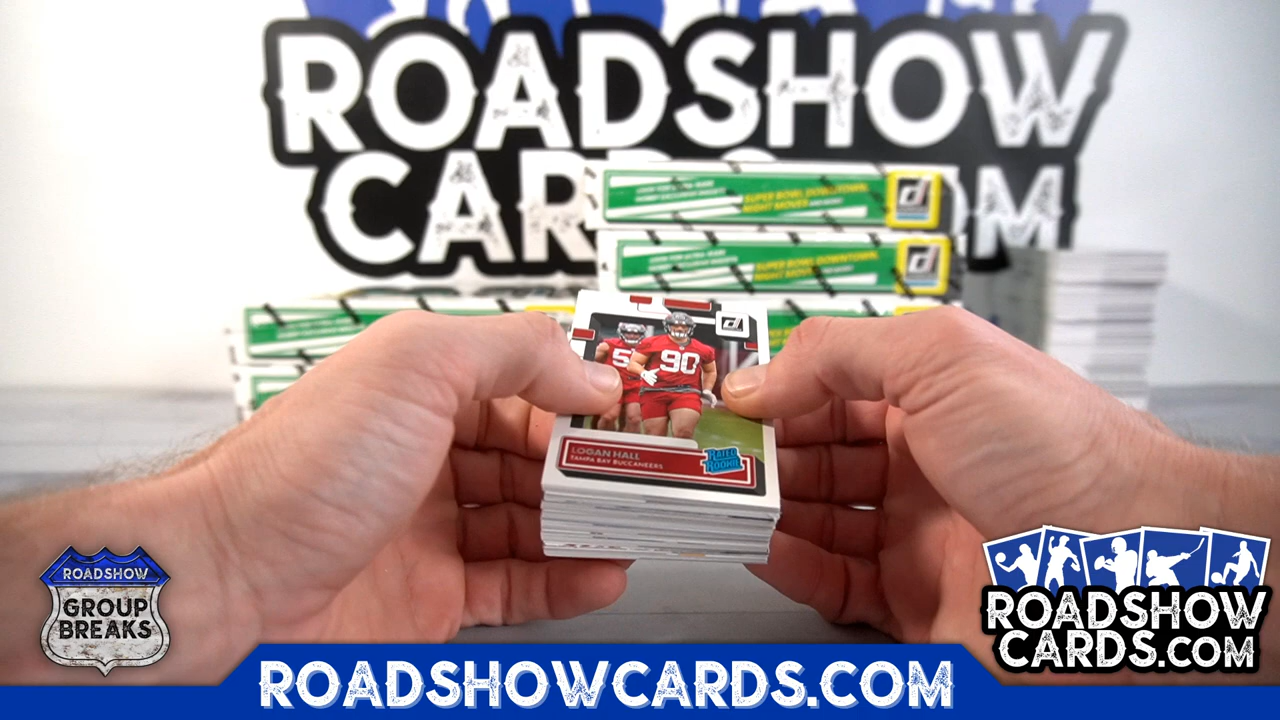 ROADSHOW
CARDS.COM
SUPER BOWL DOWNTOWN,
NIGHT MOVES
SUPER BOWL DOWNTOWN,
NIGHT MOVES
90
5
LOGAN HALL
TAMPA BAY BUCCANEERS
RATED
ROOKIE
ROADSHOW
GROUP
BREAKS
ROADSHOW
CARDS.COM
ROADSHOWCARDS.COM